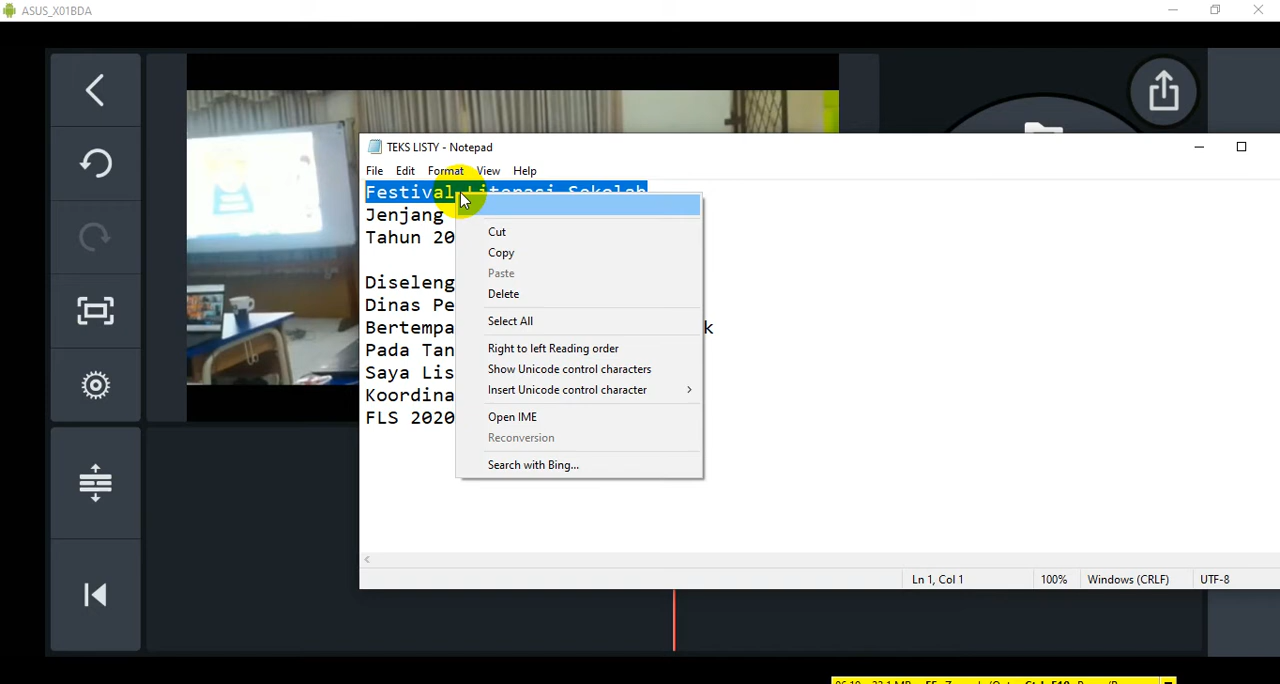 ASUS_X01BDA
TEKS LISTY - Notepad
File Edit Format View Help
Festival Literasi Sekolah
Jenjang
Tahun 20
Diseleng
Dinas Pe
Bertempa k
Pada Tan
Saya Lis
Koordina
FLS 2020
Cut
Copy
Paste
Delete
Select All
Right to left Reading order
Show Unicode control characters
Insert Unicode control character
Open IME
Reconversion
Search with Bing...
Ln 1, Col 1 100% Windows (CRLF) UTF-8